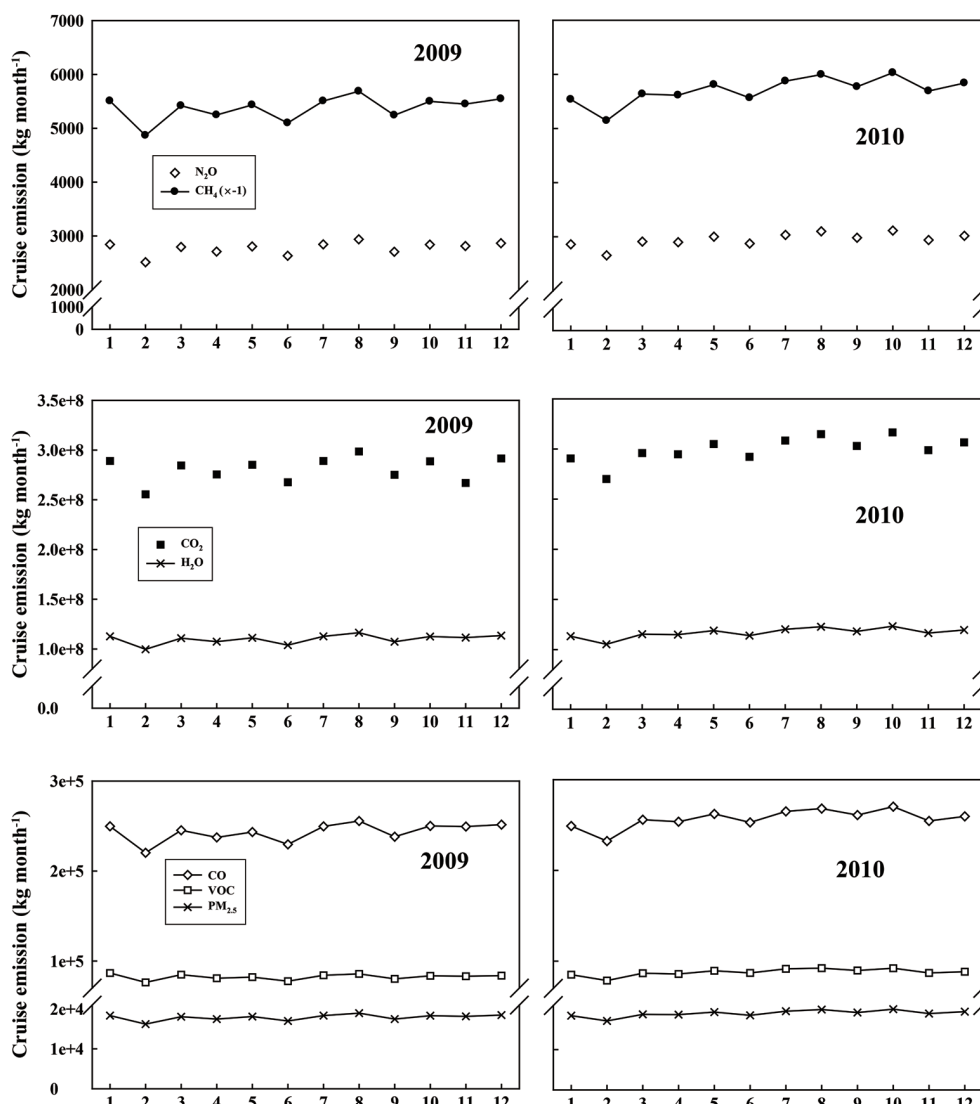 Cruise emission (kg month⁻¹)
7000
6000
5000
4000
3000
2000
1000
0
2009
N₂O
CH₄ (×-1)
1 2 3 4 5 6 7 8 9 10 11 12
2010
1 2 3 4 5 6 7 8 9 10 11 12
Cruise emission (kg month⁻¹)
3.5e+8
3.0e+8
2.5e+8
2.0e+8
1.5e+8
1.0e+8
0.0
2009
CO₂
H₂O
1 2 3 4 5 6 7 8 9 10 11 12
2010
1 2 3 4 5 6 7 8 9 10 11 12
Cruise emission (kg month⁻¹)
3e+5
2e+5
1e+5
2e+4
1e+4
0
2009
CO
VOC
PM₂.₅
1 2 3 4 5 6 7 8 9 10 11 12
2010
1 2 3 4 5 6 7 8 9 10 11 12